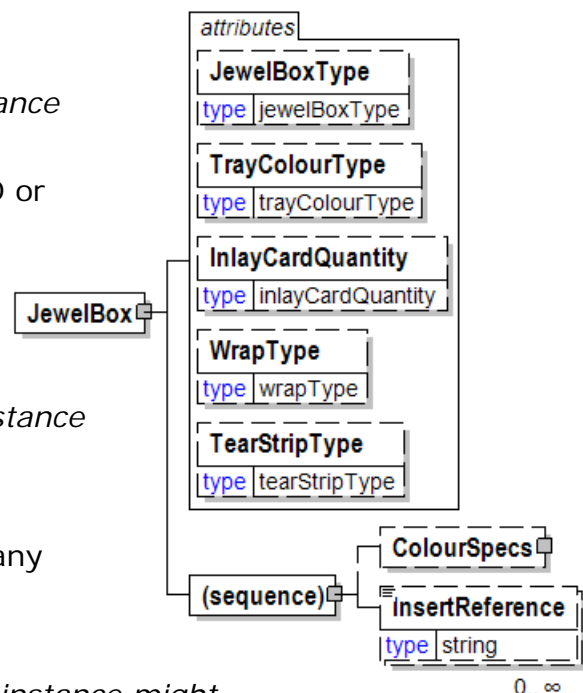 attributes
JewelBoxType
type jewelBoxType
ance
TrayColourType
type trayColourType
or
InlayCardQuantity
type inlayCardQuantity
JewelBox
WrapType
type wrapType
stance
TearStripType
type tearStripType
any
ColourSpecs
(sequence)
InsertReference
type string
instance might
0..∞